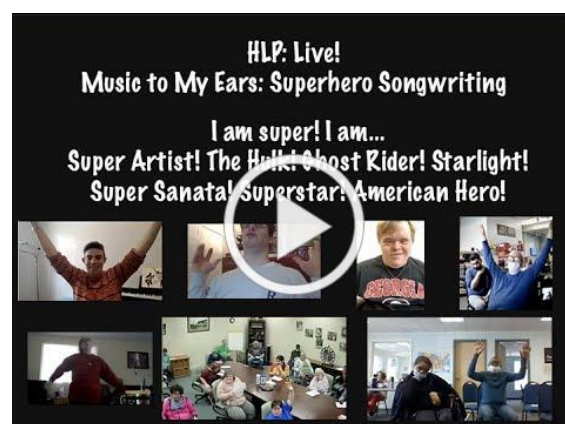 HLP: Live!
Music to My Ears: Superhero Songwriting
I am super! I am...
Super Artist! The Hulk! Ghost Rider! Starlight!
Super Sanata! Superstar! American Hero!
GEORGIA